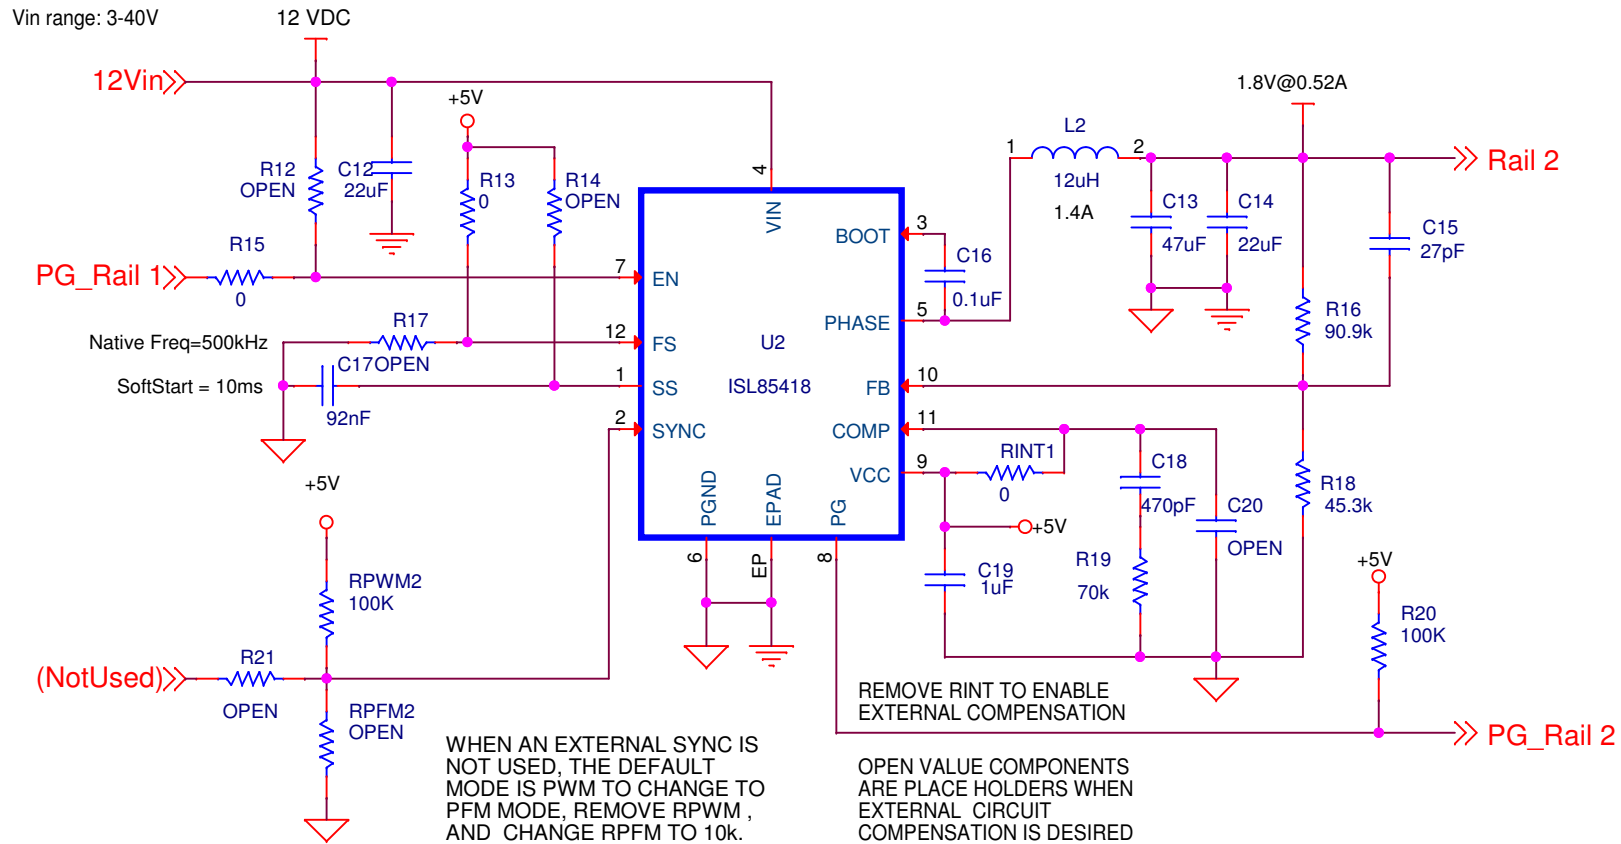 Vin range: 3-40V
12 VDC
12Vin
+5V
R12
OPEN
C12
22uF
R13
0
R14
OPEN
R15
0
PG_Rail 1
Native Freq=500kHz
R17
OPEN
C17
SoftStart = 10ms
92nF
4
VIN
7
EN
12
FS
1
SS
2
SYNC
U2
ISL85418
BOOT
3
PHASE
5
FB
10
COMP
11
VCC
9
PGND
6
EPAD
EP
PG
8
C16
0.1uF
1
L2
2
12uH
1.4A
1.8V@0.52A
Rail 2
C13
47uF
C14
22uF
C15
27pF
R16
90.9k
R18
45.3k
RINT1
0
+5V
C18
470pF
C20
OPEN
C19
1uF
R19
70k
+5V
R20
100K
PG_Rail 2
+5V
RPWM2
100K
(NotUsed)
R21
OPEN
RPFM2
OPEN
REMOVE RINT TO ENABLE
EXTERNAL COMPENSATION
WHEN AN EXTERNAL SYNC IS
NOT USED, THE DEFAULT
MODE IS PWM TO CHANGE TO
PFM MODE, REMOVE RPWM ,
AND CHANGE RPFM TO 10k.
OPEN VALUE COMPONENTS
ARE PLACE HOLDERS WHEN
EXTERNAL CIRCUIT
COMPENSATION IS DESIRED